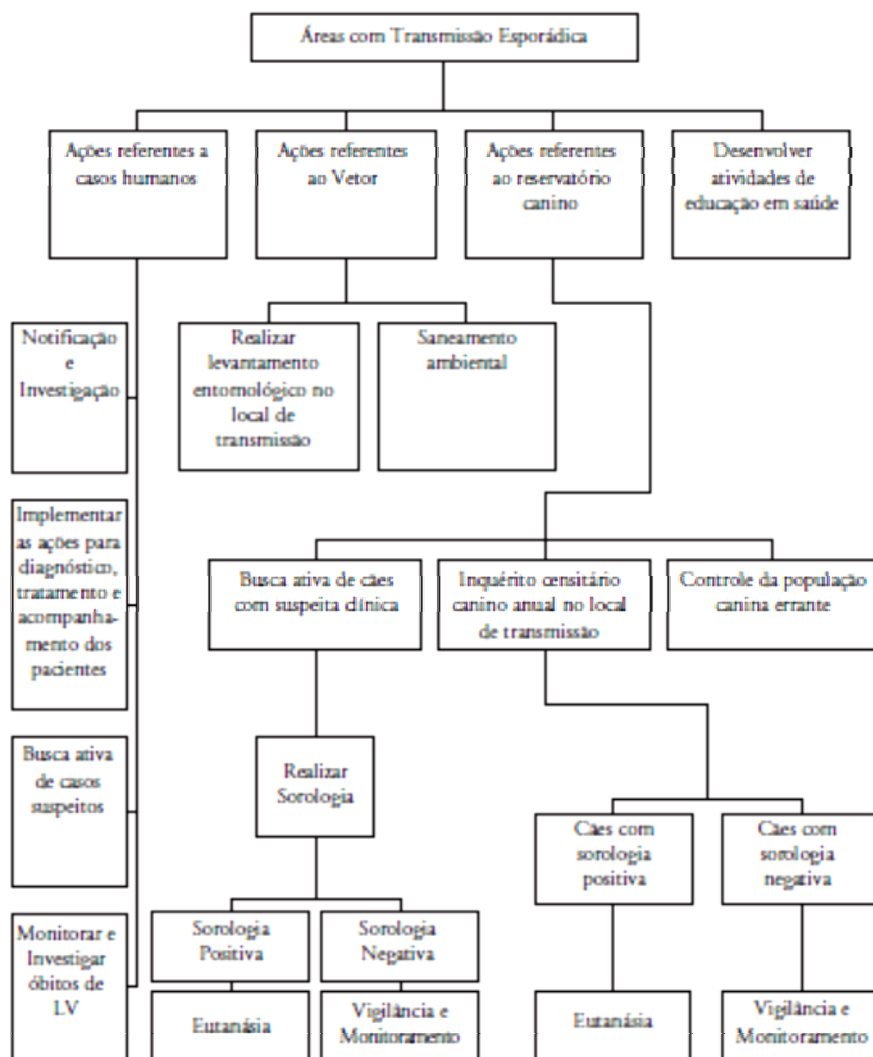 Áreas com Transmissão Esporádica
Ações referentes a
casos humanos
Ações referentes
ao Vetor
Ações referentes
ao reservatório
canino
Desenvolver
atividades de
educação em saúde
Notificação
e
Investigação
Realizar
levantamento
entomológico no
local de
transmissão
Saneamento
ambiental
Implementar
as ações para
diagnóstico,
tratamento e
acompanha-
mento dos
pacientes
Busca ativa de cães
com suspeita clínica
Inquérito censitário
canino anual no local
de transmissão
Controle da população
canina errante
Busca ativa
de casos
suspeitos
Realizar
Sorologia
Cães com
sorologia
positiva
Cães com
sorologia
negativa
Monitorar e
Investigar
óbitos de
LV
Sorologia
Positiva
Sorologia
Negativa
Eutanásia
Vigilância e
Monitoramento
Eutanásia
Vigilância e
Monitoramento